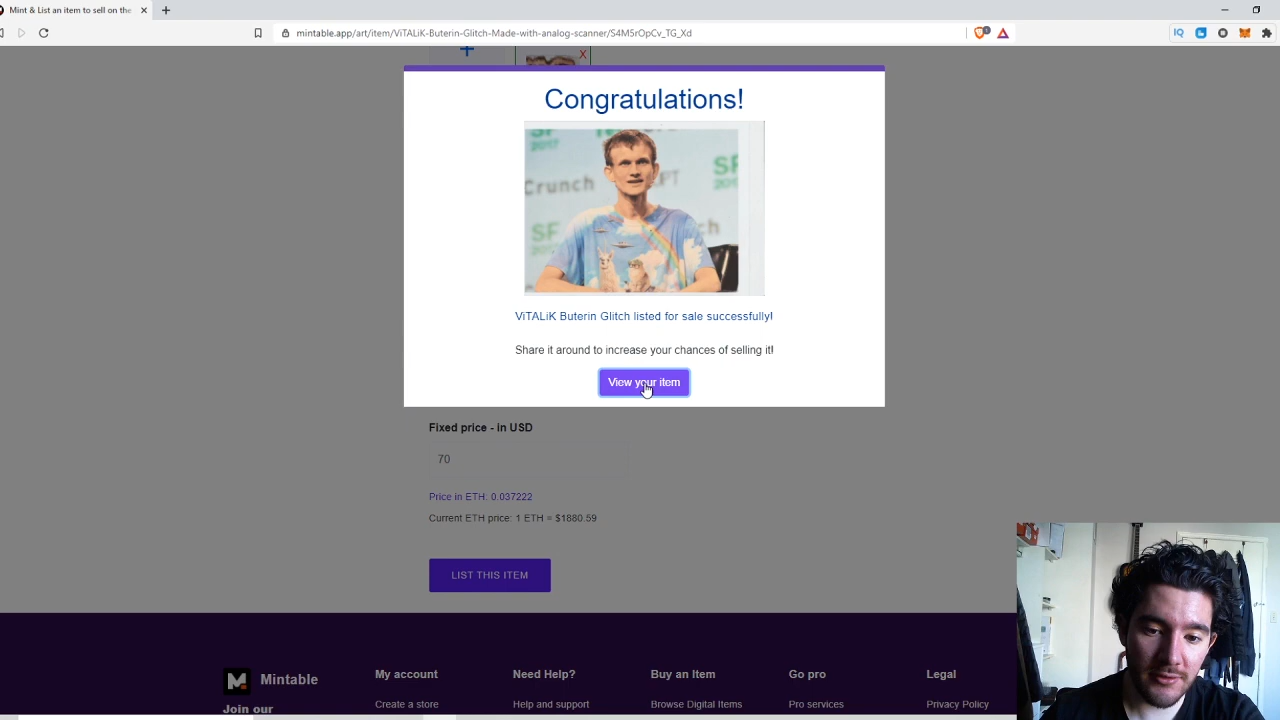 Mint & List an item to sell on the
mintable.app/art/item/ViTALiK-Buterin-Glitch-Made-with-analog-scanner/S4M5rOpCv_TG_Xd
IQ
X
Congratulations!
2017
Crunch
2017
ViTALiK Buterin Glitch listed for sale successfully!
Share it around to increase your chances of selling it!
View your item
Fixed price - in USD
70
Price in ETH: 0.037222
Current ETH price: 1 ETH = $1880.59
LIST THIS ITEM
Mintable
Join our
My account
Create a store
Need Help?
Help and support
Buy an Item
Browse Digital Items
Go pro
Pro services
Legal
Privacy Policy